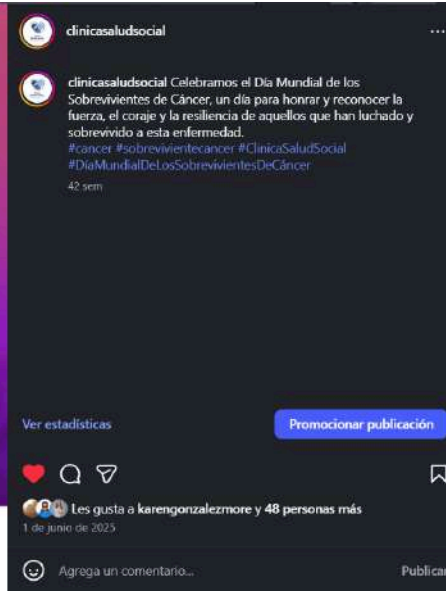 clinicasaludsocial
clinicasaludsocial Celebramos el Día Mundial de los
Sobrevivientes de Cáncer, un día para honrar y reconocer la
fuerza, el coraje y la resiliencia de aquellos que han luchado y
sobrevivido a esta enfermedad.
#cancer #sobrevivientecancer #ClinicaSaludSocial
#DíaMundialDeLosSobrevivientesDeCáncer
42 sem
Ver estadísticas
Promocionar publicación
Les gusta a karengonzalezmore y 48 personas más
1 de junio de 2025
Agrega un comentario...
Publicar